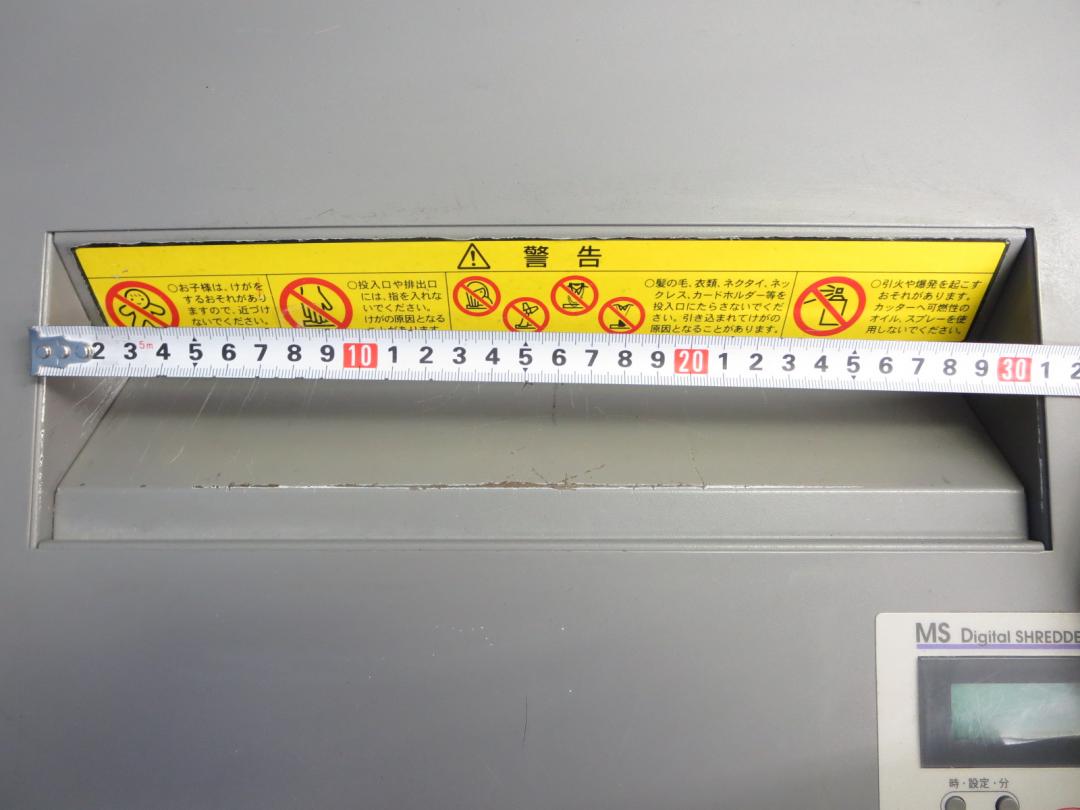 警告
○お子様は、けがを
するおそれがあり
ますので、近づけ
ないでください。
○投入口や排出口
には、指を入れな
いでください。
けがの原因となる
○髪の毛、衣類、ネクタイ、ネッ
クレス、カードホルダー等を
投入口にたらさないでくだ
さい。引き込まれてけがの
原因となることがあります。
○引火や爆発を起こす
おそれがあります。
カッターへ可燃性の
オイル、スプレーを使
用しないでください。
2 3 5m 4 5 6 7 8 9 10 1 2 3 4 5 6 7 8 9 20 1 2 3 4 5 6 7 8 9 30 1 2
MS Digital SHREDDE
時・設定・分